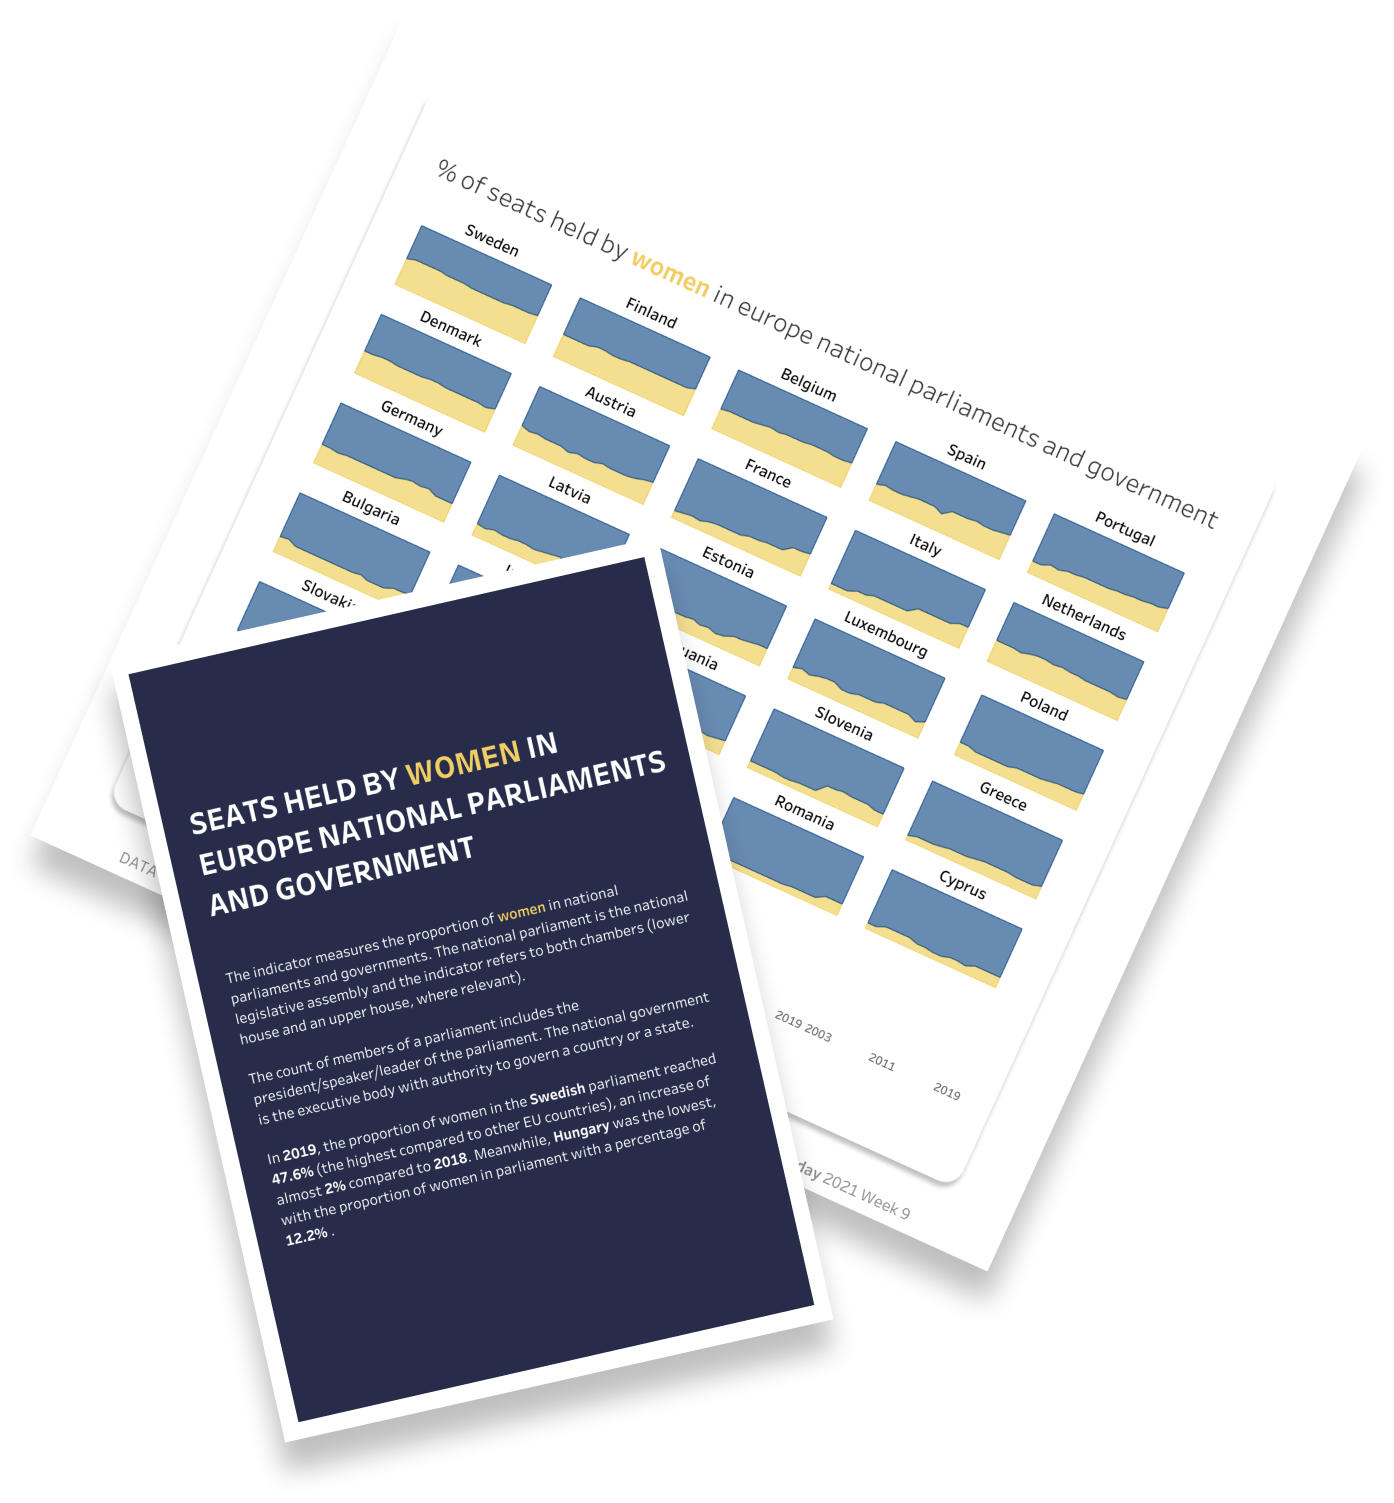 % of seats held by women in europe national parliaments and government
Sweden
Finland
Belgium
Spain
Portugal
Denmark
Austria
France
Italy
Netherlands
Germany
Latvia
Estonia
Luxembourg
Poland
Bulgaria
uania
Slovenia
Greece
Slovaki
Romania
Cyprus
2019 2003
2011
2019
DATA
day 2021 Week 9
SEATS HELD BY WOMEN IN
EUROPE NATIONAL PARLIAMENTS
AND GOVERNMENT
The indicator measures the proportion of women in national
parliaments and governments. The national parliament is the national
legislative assembly and the indicator refers to both chambers (lower
house and an upper house, where relevant).
The count of members of a parliament includes the
president/speaker/leader of the parliament. The national government
is the executive body with authority to govern a country or a state.
In 2019, the proportion of women in the Swedish parliament reached
47.6% (the highest compared to other EU countries), an increase of
almost 2% compared to 2018. Meanwhile, Hungary was the lowest,
with the proportion of women in parliament with a percentage of
12.2% .